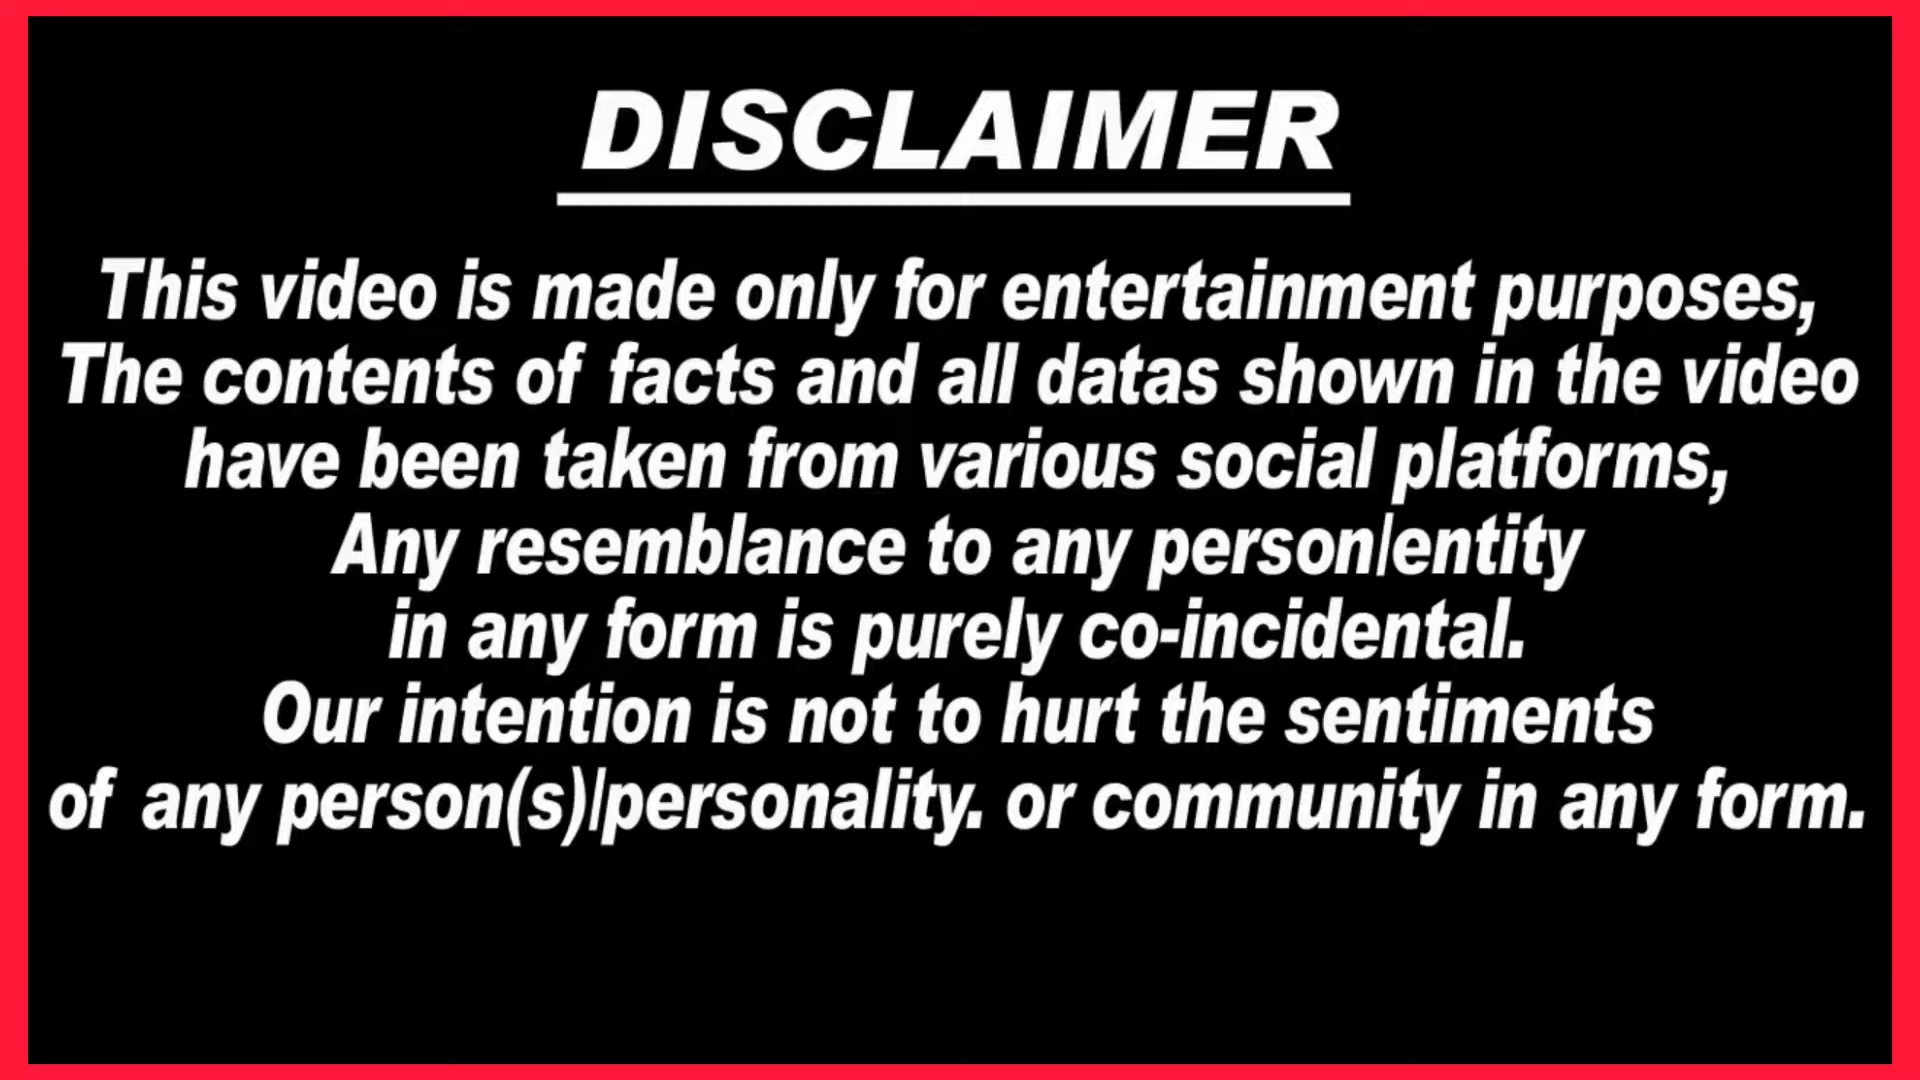 DISCLAIMER
This video is made only for entertainment purposes,
The contents of facts and all datas shown in the video
have been taken from various social platforms,
Any resemblance to any person/entity
in any form is purely co-incidental.
Our intention is not to hurt the sentiments
of any person(s)/personality. or community in any form.